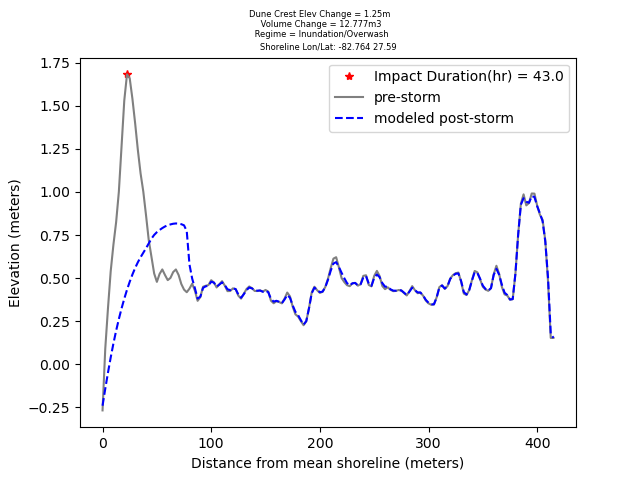 Dune Crest Elev Change = 1.25m
Volume Change = 12.777m3
Regime = Inundation/Overwash
Shoreline Lon/Lat: -82.764 27.59
Impact Duration(hr) = 43.0
pre-storm
modeled post-storm
Elevation (meters)
1.75
1.50
1.25
1.00
0.75
0.50
0.25
0.00
−0.25
0 100 200 300 400
Distance from mean shoreline (meters)